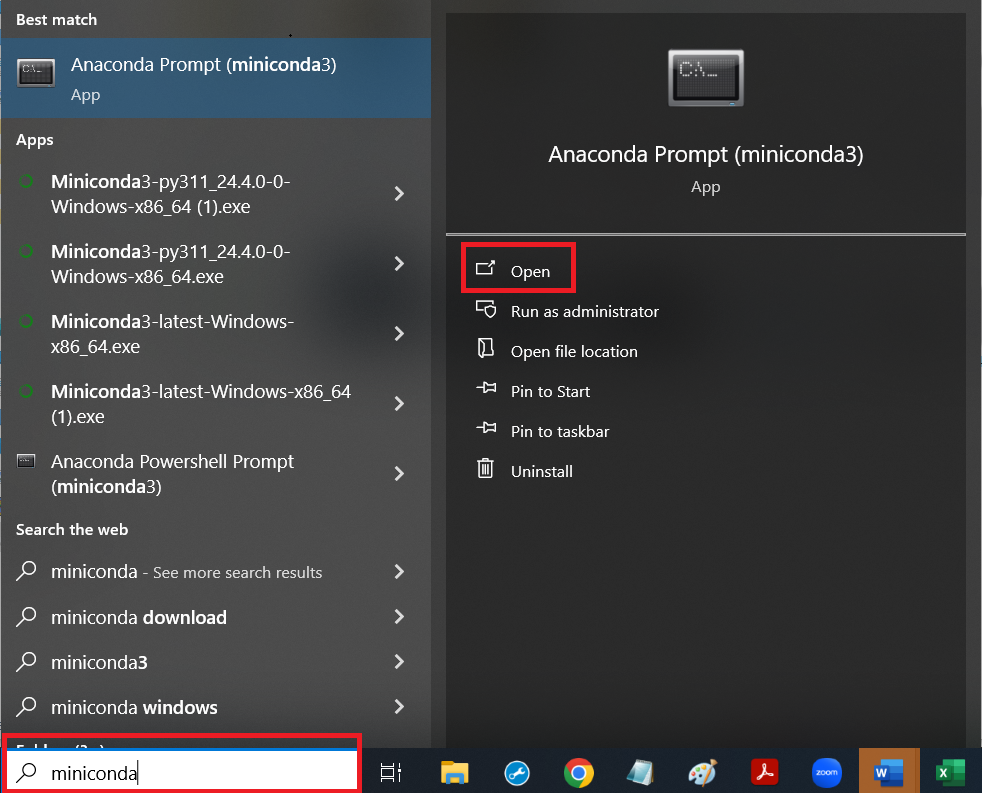 Best match
Anaconda Prompt (miniconda3)
App
Apps
Miniconda3-py311_24.4.0-0-
Windows-x86_64 (1).exe
Miniconda3-py311_24.4.0-0-
Windows-x86_64.exe
Miniconda3-latest-Windows-
x86_64.exe
Miniconda3-latest-Windows-x86_64
(1).exe
Anaconda Powershell Prompt
(miniconda3)
Search the web
miniconda - See more search results
miniconda download
miniconda3
miniconda windows
miniconda
Anaconda Prompt (miniconda3)
App
Open
Run as administrator
Open file location
Pin to Start
Pin to taskbar
Uninstall
zoom